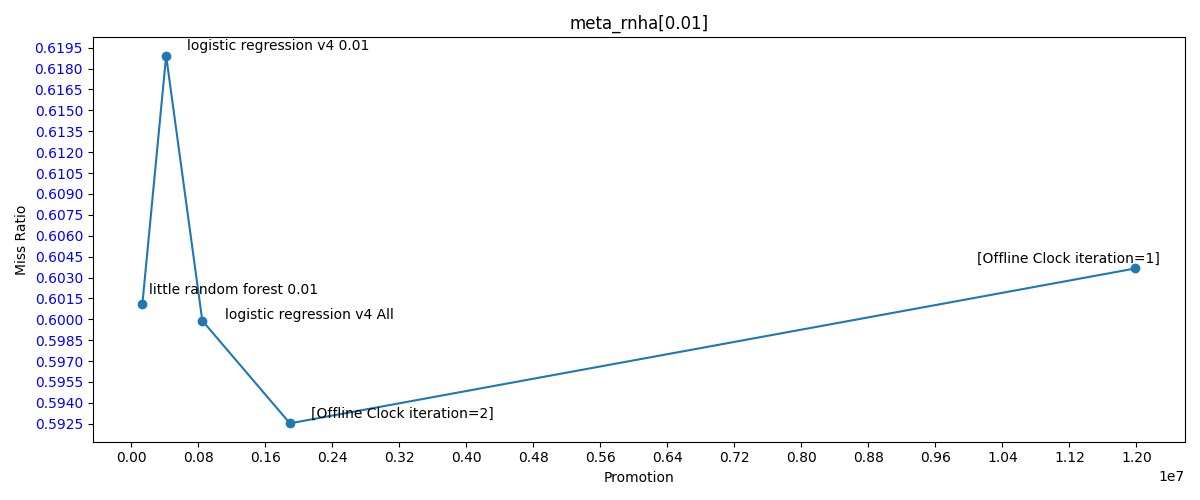 meta_rnha[0.01]
Miss Ratio
0.6195
0.6180
0.6165
0.6150
0.6135
0.6120
0.6105
0.6090
0.6075
0.6060
0.6045
0.6030
0.6015
0.6000
0.5985
0.5970
0.5955
0.5940
0.5925
logistic regression v4 0.01
[Offline Clock iteration=1]
little random forest 0.01
logistic regression v4 All
[Offline Clock iteration=2]
0.00 0.08 0.16 0.24 0.32 0.40 0.48 0.56 0.64 0.72 0.80 0.88 0.96 1.04 1.12 1.20
1e7
Promotion